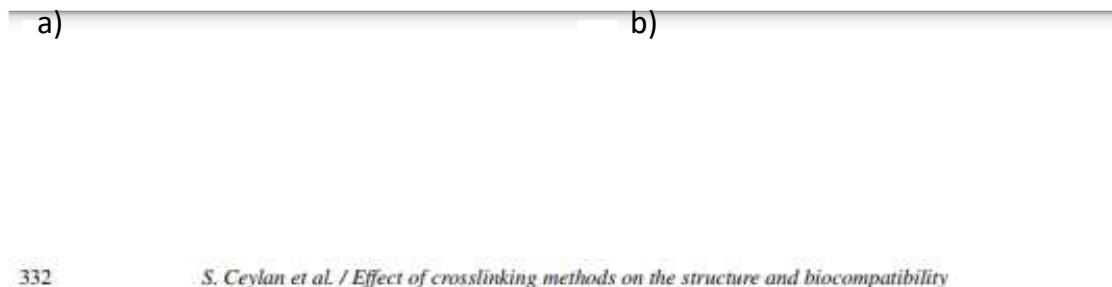 a) b)
332 S. Ceylan et al. / Effect of crosslinking methods on the structure and biocompatibility